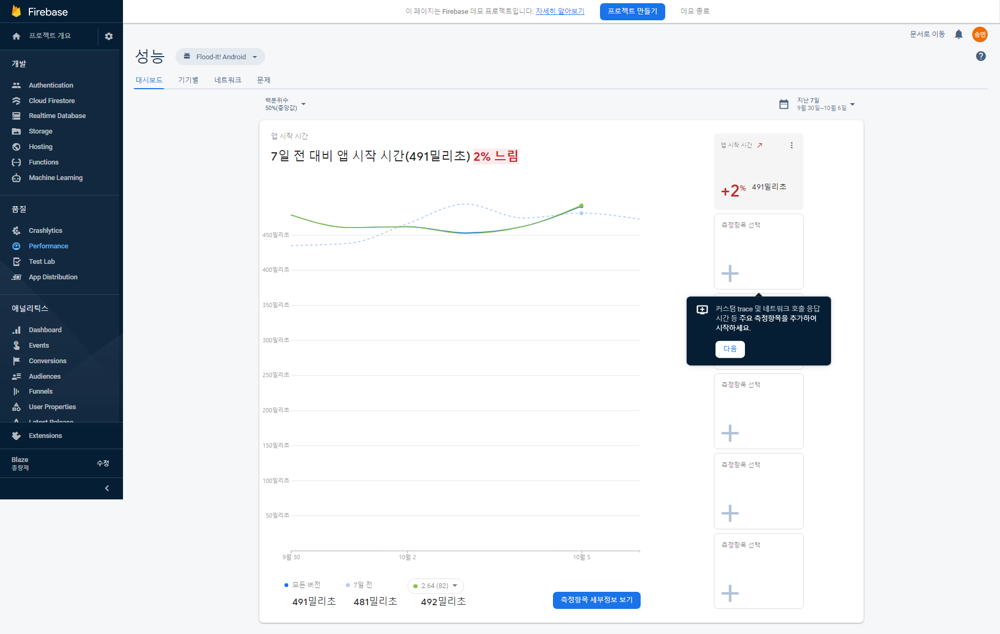 Firebase
이 페이지는 Firebase 데모 프로젝트입니다. 자세히 알아보기
프로젝트 만들기
데모 종료
프로젝트 개요
문서로 이동
승민
개발
Authentication
Cloud Firestore
Realtime Database
Storage
Hosting
Functions
Machine Learning
품질
Crashlytics
Performance
Test Lab
App Distribution
애널리틱스
Dashboard
Events
Conversions
Audiences
Funnels
User Properties
Latest Release
Extensions
Blaze
종량제
수정
성능
Flood-It! Android
대시보드
기기별
네트워크
문제
백분위수
50%(중앙값)
지난 7일
9월 30일~10월 6일
앱 시작 시간
7일 전 대비 앱 시작 시간(491밀리초) 2% 느림
450밀리초
400밀리초
350밀리초
300밀리초
250밀리초
200밀리초
150밀리초
100밀리초
50밀리초
9월 30
10월 2
10월 5
모든 버전
491밀리초
7일 전
481밀리초
2.64 (82)
492밀리초
측정항목 세부정보 보기
앱 시작 시간
+2%
491밀리초
측정항목 선택
커스텀 trace 및 네트워크 호출 응답
시간 등 주요 측정항목을 추가하여
시작하세요.
다음
측정항목 선택
측정항목 선택
측정항목 선택